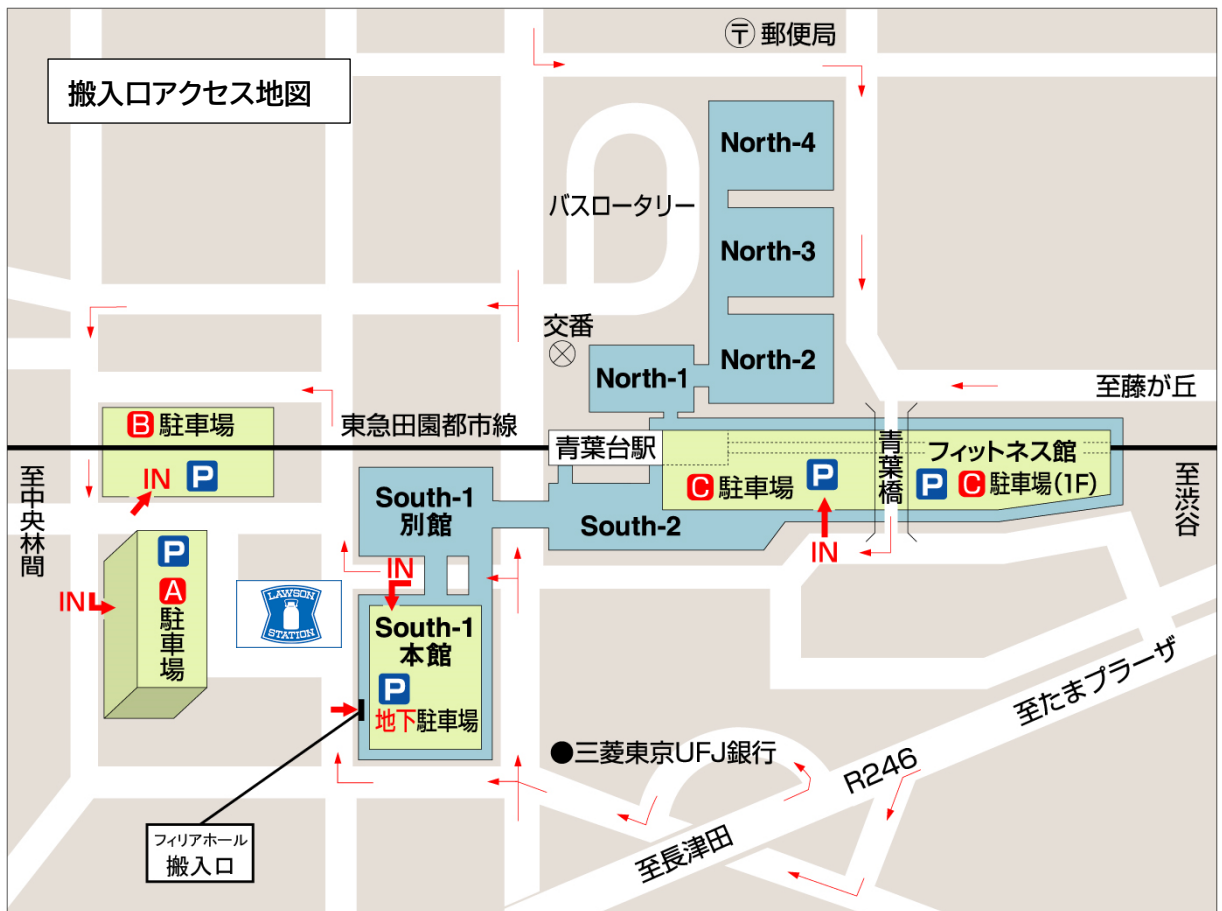 〒郵便局
搬入口アクセス地図
North-4
バスロータリー
North-3
交番
North-2
North-1
至藤が丘
B 駐車場
東急田園都市線
青葉台駅
青葉橋
フィットネス館
P C 駐車場(1F)
C 駐車場 P
IN P
至中央林間
South-1
別館
South-2
IN
至渋谷
P
A
駐車場
IN
IN
LAWSON
STATION
South-1
本館
P
地下駐車場
至たまプラーザ
●三菱東京UFJ銀行
R246
至長津田
フィリアホール
搬入口